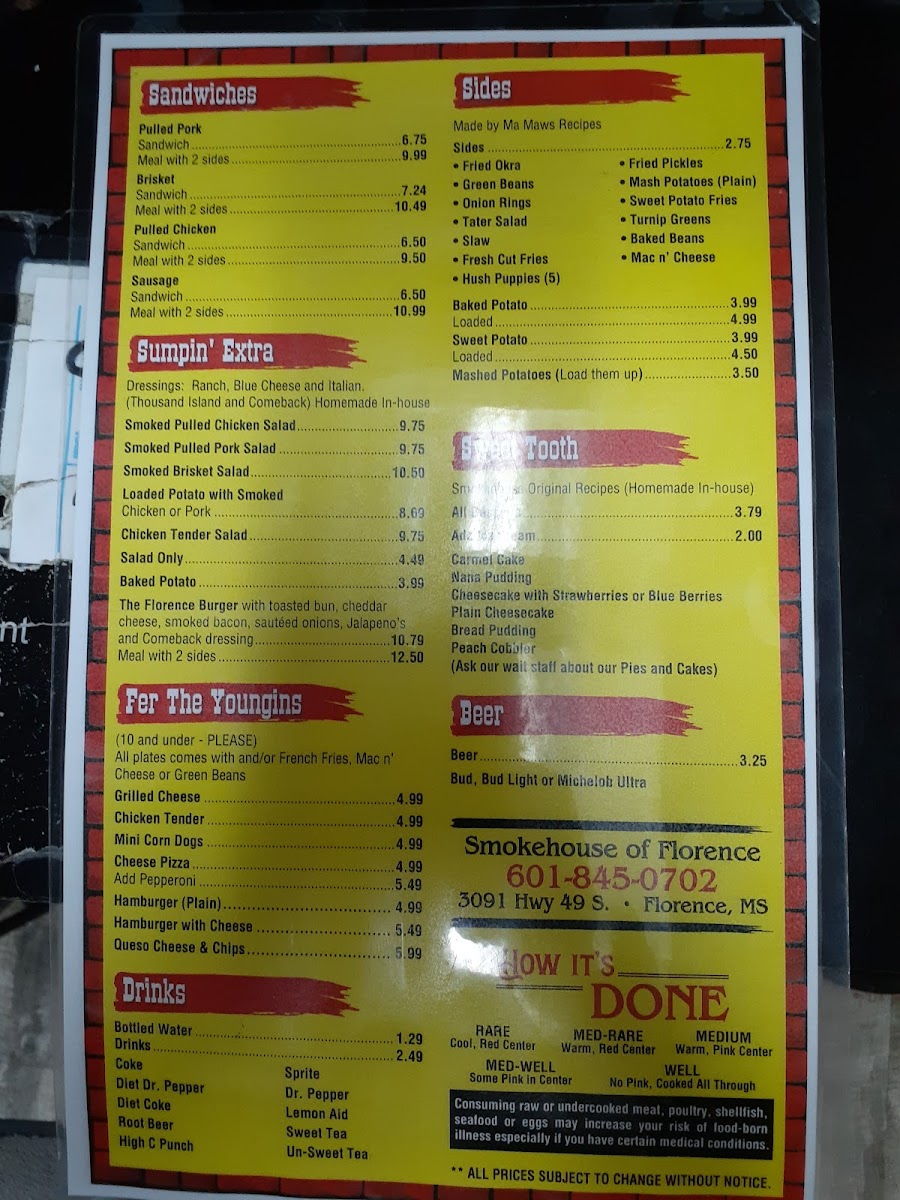 Sandwiches
Pulled Pork
Sandwich 6.75
Meal with 2 sides 9.99
Brisket
Sandwich 7.24
Meal with 2 sides 10.49
Pulled Chicken
Sandwich 6.50
Meal with 2 sides 9.50
Sausage
Sandwich 6.50
Meal with 2 sides 10.99
Sumpin' Extra
Dressings: Ranch, Blue Cheese and Italian.
(Thousand Island and Comeback) Homemade In-house
Smoked Pulled Chicken Salad 9.75
Smoked Pulled Pork Salad 9.75
Smoked Brisket Salad 10.50
Loaded Potato with Smoked
Chicken or Pork 8.69
Chicken Tender Salad 9.75
Salad Only 4.49
Baked Potato 3.99
The Florence Burger with toasted bun, cheddar
cheese, smoked bacon, sautéed onions, Jalapeno's
and Comeback dressing 10.79
Meal with 2 sides 12.50
Fer The Youngins
(10 and under - PLEASE)
All plates comes with and/or French Fries, Mac n'
Cheese or Green Beans
Grilled Cheese 4.99
Chicken Tender 4.99
Mini Corn Dogs 4.99
Cheese Pizza 4.99
Add Pepperoni 5.49
Hamburger (Plain) 4.99
Hamburger with Cheese 5.49
Queso Cheese & Chips 5.99
Drinks
Bottled Water 1.29
Drinks 2.49
Coke
Diet Dr. Pepper
Diet Coke
Root Beer
High C Punch
Sprite
Dr. Pepper
Lemon Aid
Sweet Tea
Un-Sweet Tea
Sides
Made by Ma Maws Recipes
Sides 2.75
• Fried Okra
• Green Beans
• Onion Rings
• Tater Salad
• Slaw
• Fresh Cut Fries
• Hush Puppies (5)
• Fried Pickles
• Mash Potatoes (Plain)
• Sweet Potato Fries
• Turnip Greens
• Baked Beans
• Mac n' Cheese
Baked Potato 3.99
Loaded 4.99
Sweet Potato 3.99
Loaded 4.50
Mashed Potatoes (Load them up) 3.50
Sweet Tooth
Original Recipes (Homemade In-house)
All 3.79
2.00
Carmel Cake
Nana Pudding
Cheesecake with Strawberries or Blue Berries
Plain Cheesecake
Bread Pudding
Peach Cobbler
(Ask our wait staff about our Pies and Cakes)
Beer
Beer 3.25
Bud, Bud Light or Michelob Ultra
Smokehouse of Florence
601-845-0702
3091 Hwy 49 S. • Florence, MS
How it's
DONE
RARE
Cool, Red Center
MED-RARE
Warm, Red Center
MEDIUM
Warm, Pink Center
MED-WELL
Some Pink in Center
WELL
No Pink, Cooked All Through
Consuming raw or undercooked meat, poultry, shellfish,
seafood or eggs may increase your risk of food-born
illness especially if you have certain medical conditions.
** ALL PRICES SUBJECT TO CHANGE WITHOUT NOTICE.